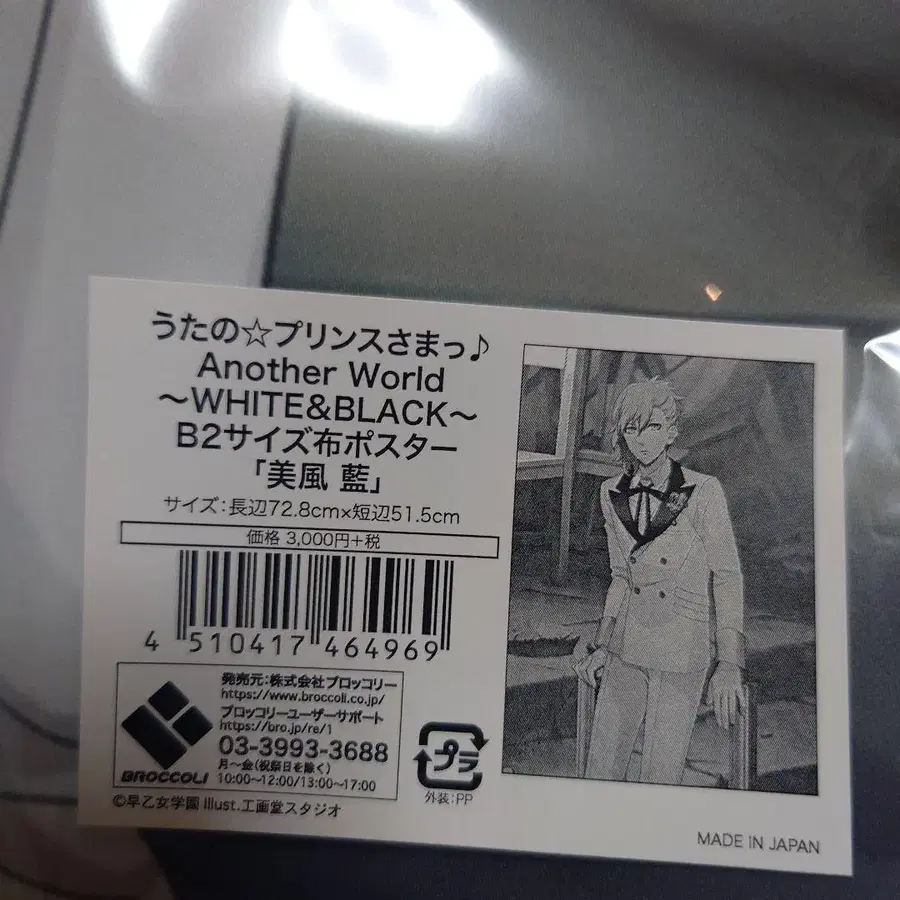 うたの☆プリンスさまっ♪
Another World
～WHITE&BLACK～
B2サイズ布ポスター
「美風 藍」
サイズ：長辺72.8cm×短辺51.5cm
価格 3,000円+税
4 510417 464969
発売元：株式会社ブロッコリー
https://www.broccoli.co.jp/
ブロッコリーユーザーサポート
https://bro.jp/re/1
03-3993-3688
月～金(祝祭日を除く)
10:00～12:00/13:00～17:00
BROCCOLI
プラ
外装：PP
©早乙女学園 Illust.工画堂スタジオ
MADE IN JAPAN